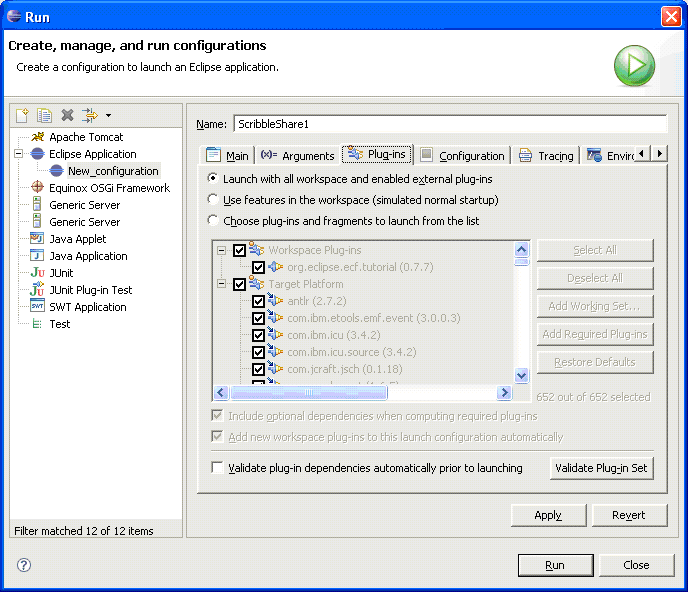 Run
Create, manage, and run configurations
Create a configuration to launch an Eclipse application.
Apache Tomcat
Eclipse Application
New_configuration
Equinox OSGi Framework
Generic Server
Generic Server
Java Applet
Java Application
JUnit
JUnit Plug-in Test
SWT Application
Test
Filter matched 12 of 12 items
Name: ScribbleShare1
Main (x)= Arguments Plug-ins Configuration Tracing Enviro
Launch with all workspace and enabled external plug-ins
Use features in the workspace (simulated normal startup)
Choose plug-ins and fragments to launch from the list
Workspace Plug-ins
org.eclipse.ecf.tutorial (0.7.7)
Target Platform
antlr (2.7.2)
com.ibm.etools.emf.event (3.0.0.3)
com.ibm.icu (3.4.2)
com.ibm.icu.source (3.4.2)
com.jcraft.jsch (0.1.18)
Select All
Deselect All
Add Working Set...
Add Required Plug-ins
Restore Defaults
652 out of 652 selected
Include optional dependencies when computing required plug-ins
Add new workspace plug-ins to this launch configuration automatically
Validate plug-in dependencies automatically prior to launching
Validate Plug-in Set
Apply
Revert
Run
Close